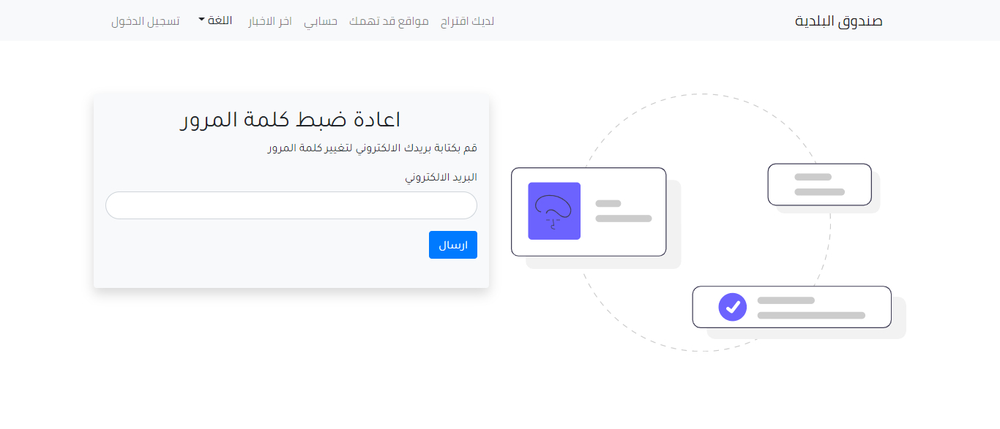 صندوق البلدية
لديك اقتراح مواقع قد تهمك حسابي اخر الاخبار اللغة تسجيل الدخول
اعادة ضبط كلمة المرور
قم بكتابة بريدك الالكتروني لتغيير كلمة المرور
البريد الالكتروني
ارسال